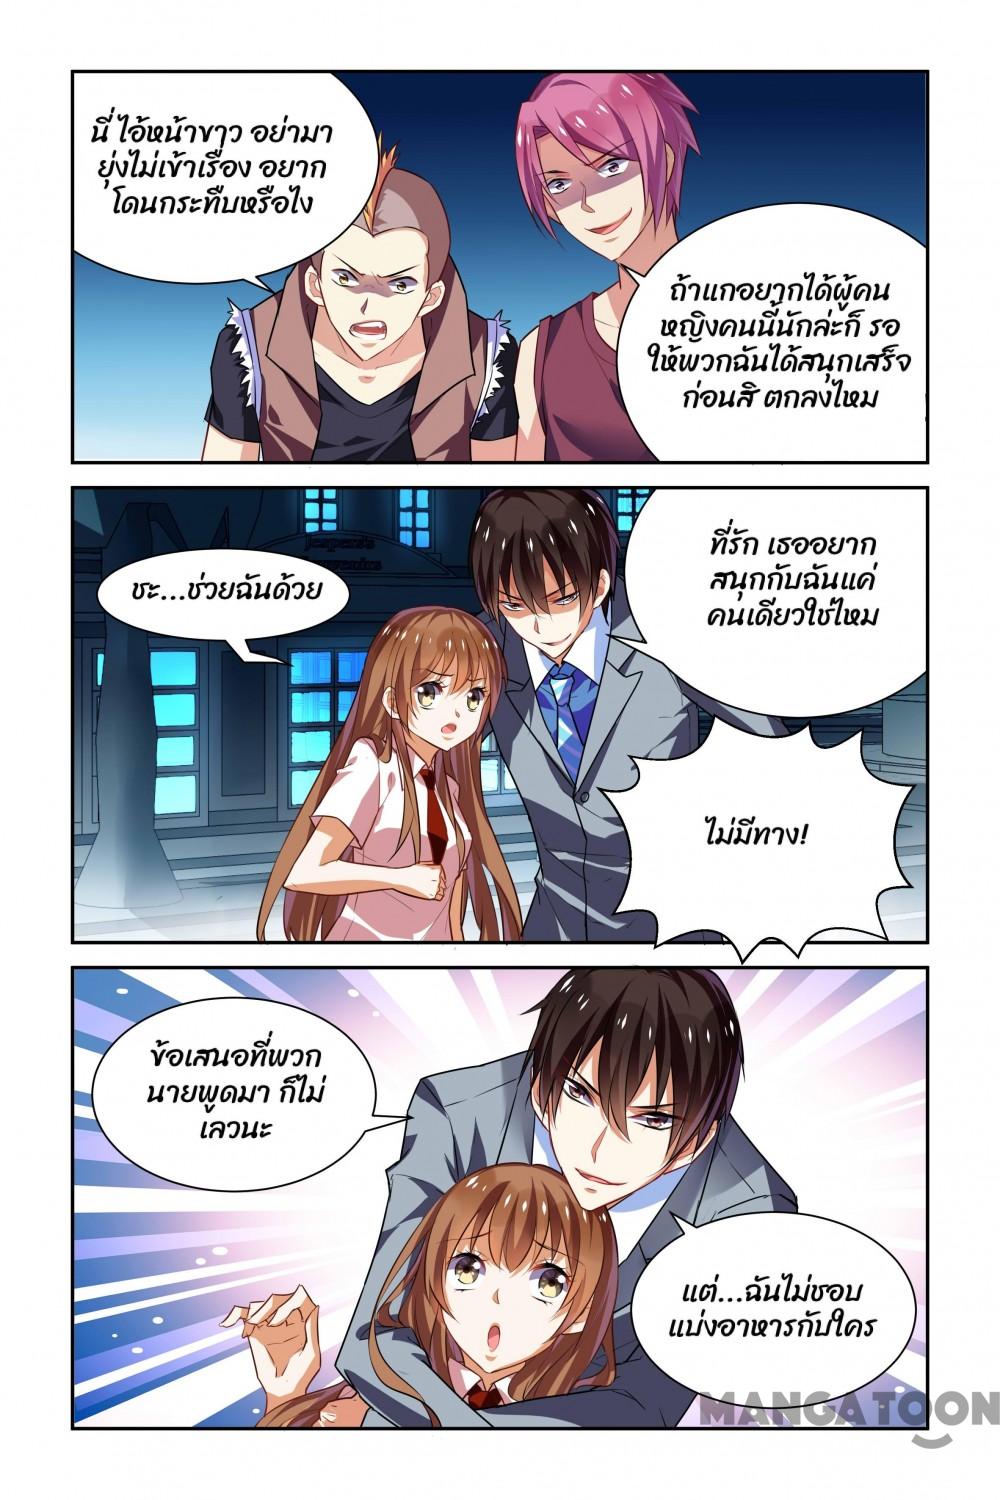 นี่ ไอ้หน้าขาว อย่ามา
ยุ่งไม่เข้าเรื่อง อยาก
โดนกระทืบหรือไง
ถ้าแกอยากได้ผู้คน
หญิงคนนี้นักล่ะก็ รอ
ให้พวกฉันได้สนุกเสร็จ
ก่อนสิ ตกลงไหม
ชะ...ช่วยฉันด้วย
ที่รัก เธออยาก
สนุกกับฉันแค่
คนเดียวใช่ไหม
ไม่มีทาง!
ข้อเสนอที่พวก
นายพูดมา ก็ไม่
เลวนะ
แต่...ฉันไม่ชอบ
แบ่งอาหารกับใคร
MANGATOON